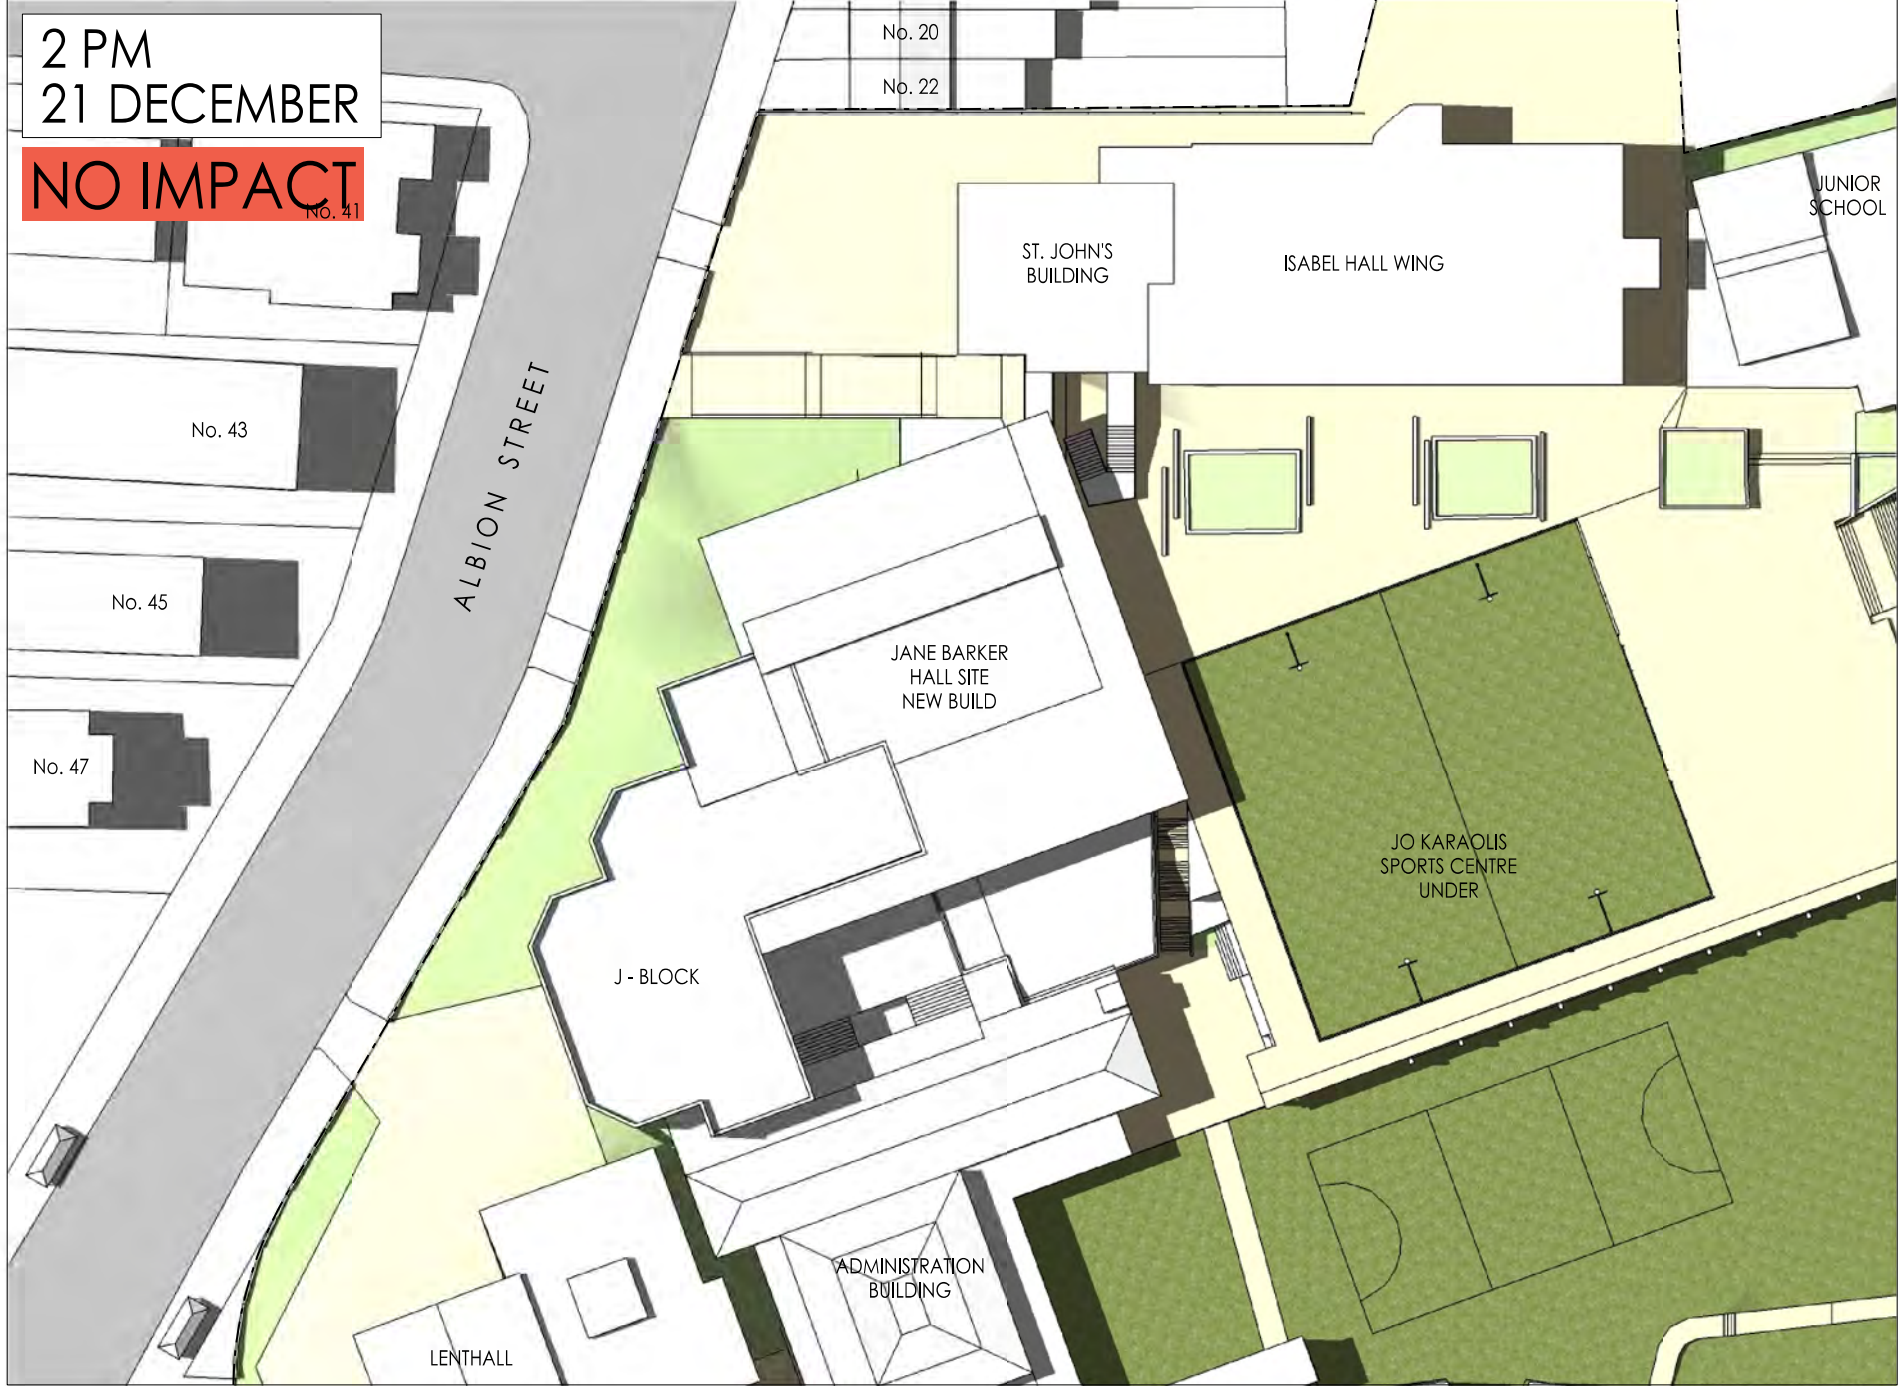 2 PM
21 DECEMBER
NO IMPACT
No. 41
No. 20
No. 22
JUNIOR
SCHOOL
ST. JOHN'S
BUILDING
ISABEL HALL WING
No. 43
ALBION STREET
No. 45
JANE BARKER
HALL SITE
NEW BUILD
No. 47
JO KARAOLIS
SPORTS CENTRE
UNDER
J - BLOCK
ADMINISTRATION
BUILDING
LENTHALL